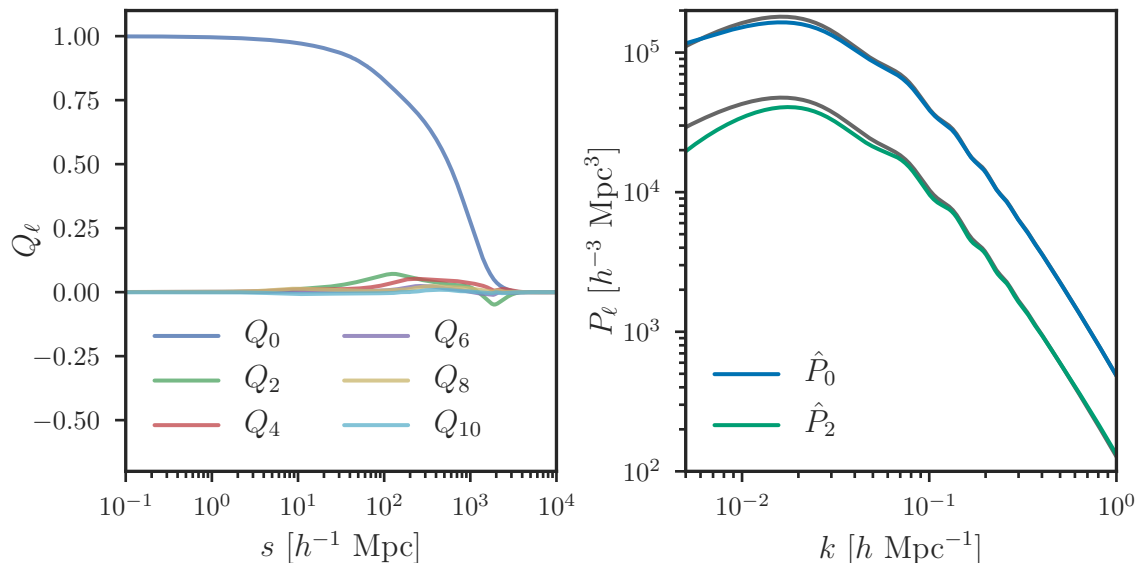 1.00
0.75
0.50
0.25
0.00
−0.25
−0.50
Q_ℓ
Q_0 Q_6
Q_2 Q_8
Q_4 Q_10
10^{−1} 10^0 10^1 10^2 10^3 10^4
s [h^{−1} Mpc]
10^5
10^4
10^3
10^2
P_ℓ [h^{−3} Mpc^3]
P̂_0
P̂_2
10^{−2} 10^{−1} 10^0
k [h Mpc^{−1}]